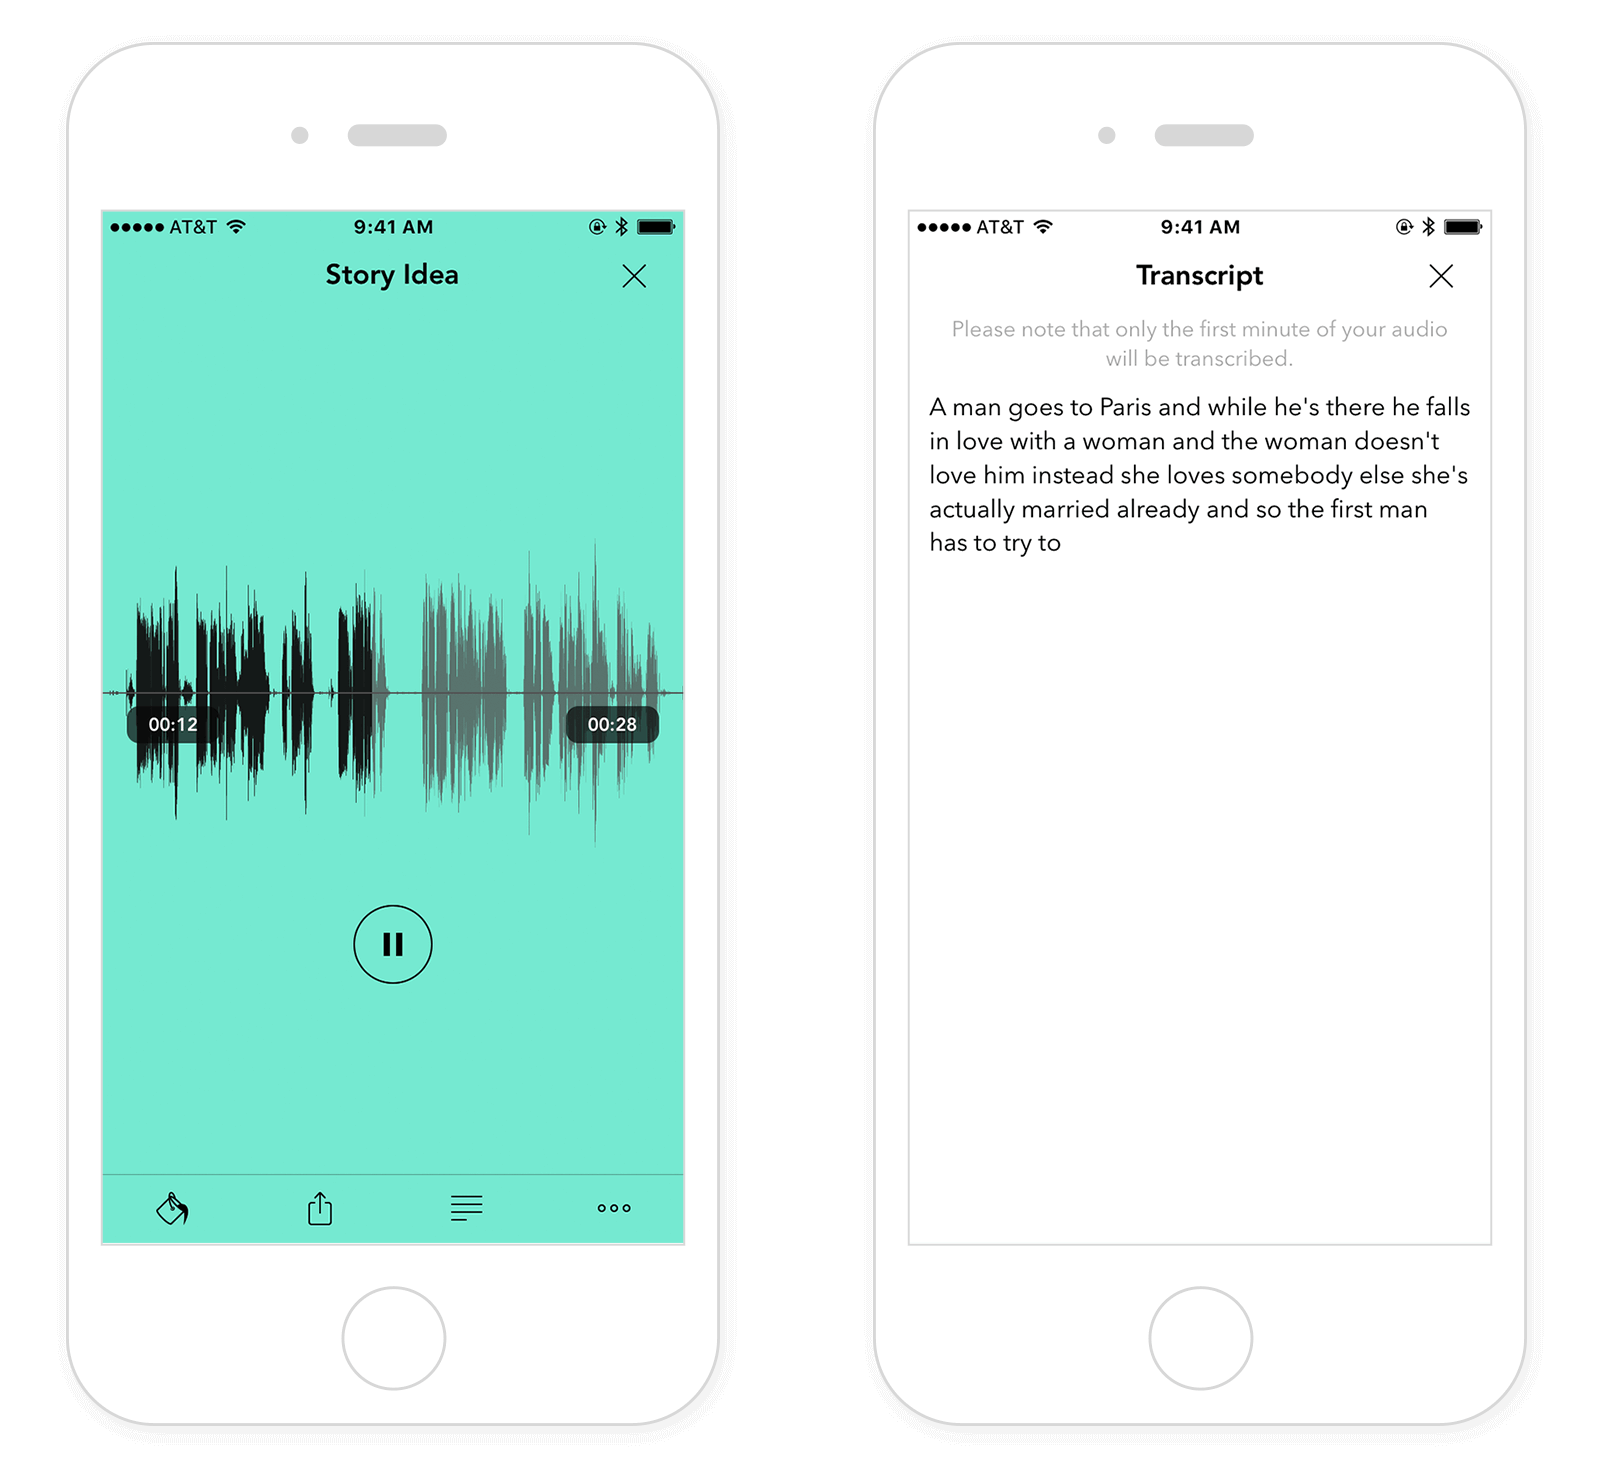 AT&T 9:41 AM
Story Idea
00:12 00:28
AT&T 9:41 AM
Transcript
Please note that only the first minute of your audio
will be transcribed.
A man goes to Paris and while he's there he falls
in love with a woman and the woman doesn't
love him instead she loves somebody else she's
actually married already and so the first man
has to try to